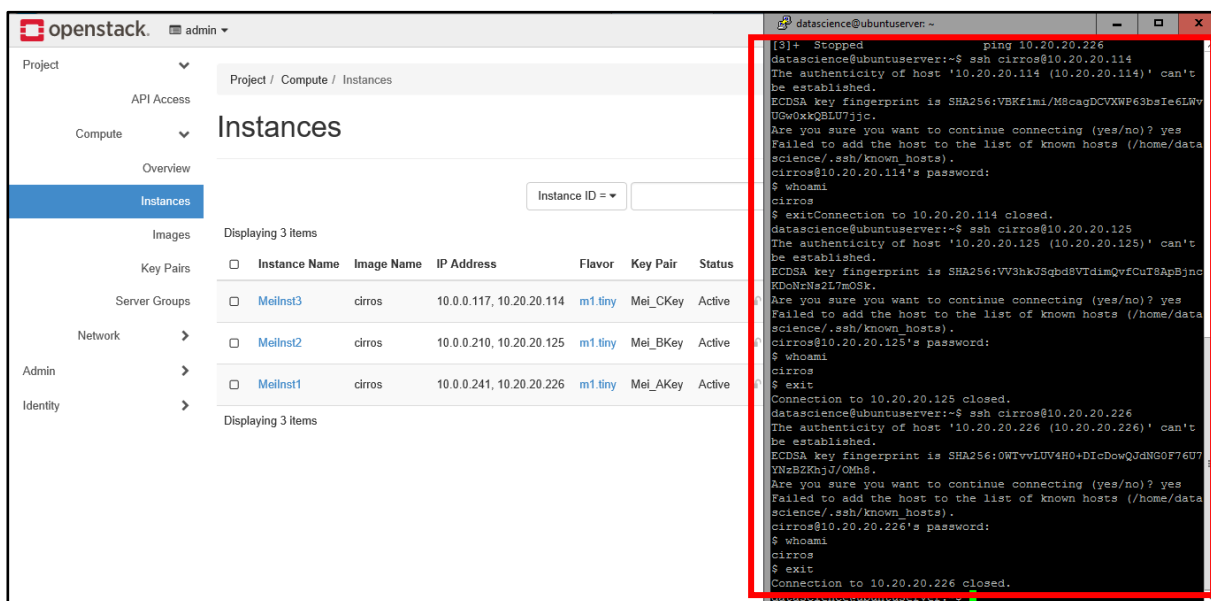 openstack. admin
Project
API Access
Compute
Overview
Instances
Images
Key Pairs
Server Groups
Network
Admin
Identity
Project / Compute / Instances
Instances
Instance ID =
Displaying 3 items
Instance Name Image Name IP Address Flavor Key Pair Status
MeiInst3 cirros 10.0.0.117, 10.20.20.114 m1.tiny Mei_CKey Active
MeiInst2 cirros 10.0.0.210, 10.20.20.125 m1.tiny Mei_BKey Active
MeiInst1 cirros 10.0.0.241, 10.20.20.226 m1.tiny Mei_AKey Active
Displaying 3 items
datascience@ubuntuserver: ~
[3]+ Stopped ping 10.20.20.226
datascience@ubuntuserver:~$ ssh cirros@10.20.20.114
The authenticity of host '10.20.20.114 (10.20.20.114)' can't
be established.
ECDSA key fingerprint is SHA256:VBKf1mi/M8cagDCVXWP63bsIe6LWv
UGw0xkQBLU7jjc.
Are you sure you want to continue connecting (yes/no)? yes
Failed to add the host to the list of known hosts (/home/data
science/.ssh/known_hosts).
cirros@10.20.20.114's password:
$ whoami
cirros
$ exitConnection to 10.20.20.114 closed.
datascience@ubuntuserver:~$ ssh cirros@10.20.20.125
The authenticity of host '10.20.20.125 (10.20.20.125)' can't
be established.
ECDSA key fingerprint is SHA256:VV3hkJSqbd8VTdimQvfCuT8ApBjnc
KDoNrNs2L7mOSk.
Are you sure you want to continue connecting (yes/no)? yes
Failed to add the host to the list of known hosts (/home/data
science/.ssh/known_hosts).
cirros@10.20.20.125's password:
$ whoami
cirros
$ exit
Connection to 10.20.20.125 closed.
datascience@ubuntuserver:~$ ssh cirros@10.20.20.226
The authenticity of host '10.20.20.226 (10.20.20.226)' can't
be established.
ECDSA key fingerprint is SHA256:0WTvvLUV4H0+DIcDowQJdNG0F76U7
YNzBZKhjJ/OMh8.
Are you sure you want to continue connecting (yes/no)? yes
Failed to add the host to the list of known hosts (/home/data
science/.ssh/known_hosts).
cirros@10.20.20.226's password:
$ whoami
cirros
$ exit
Connection to 10.20.20.226 closed.